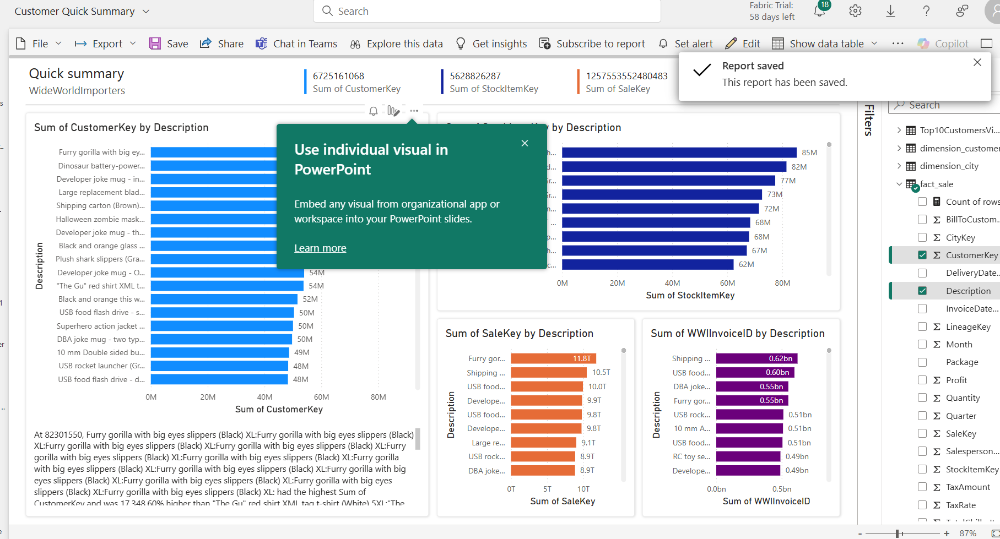 Customer Quick Summary
Search
Fabric Trial:
58 days left
18
File
Export
Save
Share
Chat in Teams
Explore this data
Get insights
Subscribe to report
Set alert
Edit
Show data table
Copilot
Report saved
This report has been saved.
Quick summary
WideWorldImporters
6725161068
Sum of CustomerKey
5628826287
Sum of StockItemKey
1257553552480483
Sum of SaleKey
Sum of CustomerKey by Description
Description
Furry gorilla with big ey...
Dinosaur battery-power...
Developer joke mug - in...
Large replacement blad...
Shipping carton (Brown)...
Halloween zombie mask...
Developer joke mug - th...
Black and orange glass ...
Plush shark slippers (Gra...
Developer joke mug - O... 54M
"The Gu" red shirt XML t... 54M
Black and orange this w... 52M
USB food flash drive - s... 50M
Superhero action jacket ... 50M
DBA joke mug - two typ... 50M
10 mm Double sided bu... 49M
USB rocket launcher (Gr... 48M
USB food flash drive - d... 48M
0M 20M 40M 60M 80M
Sum of CustomerKey
At 82301550, Furry gorilla with big eyes slippers (Black) XL:Furry gorilla with big eyes slippers (Black)
XL:Furry gorilla with big eyes slippers (Black) XL:Furry gorilla with big eyes slippers (Black) XL:Furry
gorilla with big eyes slippers (Black) XL:Furry gorilla with big eyes slippers (Black) XL:Furry gorilla
with big eyes slippers (Black) XL:Furry gorilla with big eyes slippers (Black) XL:Furry gorilla with big
eyes slippers (Black) XL:Furry gorilla with big eyes slippers (Black) XL:Furry gorilla with big eyes
slippers (Black) XL:Furry gorilla with big eyes slippers (Black) XL: had the highest Sum of
CustomerKey and was 17,348.60% higher than "The Gu" red shirt XML tag t-shirt (White) 5XL:"The
Use individual visual in
PowerPoint
Embed any visual from organizational app or
workspace into your PowerPoint slides.
Learn more
by Description
85M
82M
77M
73M
72M
68M
68M
67M
62M
0M 20M 40M 60M 80M
Sum of StockItemKey
Sum of SaleKey by Description
Description
Furry gor... 11.8T
Shipping ... 10.5T
USB food... 10.0T
Develope... 9.9T
USB food... 9.8T
Develope... 9.8T
Large re... 9.1T
USB rock... 8.9T
DBA joke... 8.9T
0T 5T 10T
Sum of SaleKey
Sum of WWIInvoiceID by Description
Description
Shipping ... 0.62bn
USB food... 0.60bn
DBA joke... 0.55bn
Furry gor... 0.55bn
USB rock... 0.51bn
10 mm A... 0.51bn
USB food... 0.51bn
RC toy se... 0.49bn
Develope... 0.49bn
0.0bn 0.5bn
Sum of WWIInvoiceID
Filters
Search
Top10CustomersVi...
dimension_customer
dimension_city
fact_sale
Count of rows
BillToCustom...
CityKey
CustomerKey
DeliveryDate...
Description
InvoiceDate...
LineageKey
Month
Package
Profit
Quantity
Quarter
SaleKey
Salesperson...
StockItemKey
TaxAmount
TaxRate
- + 87%